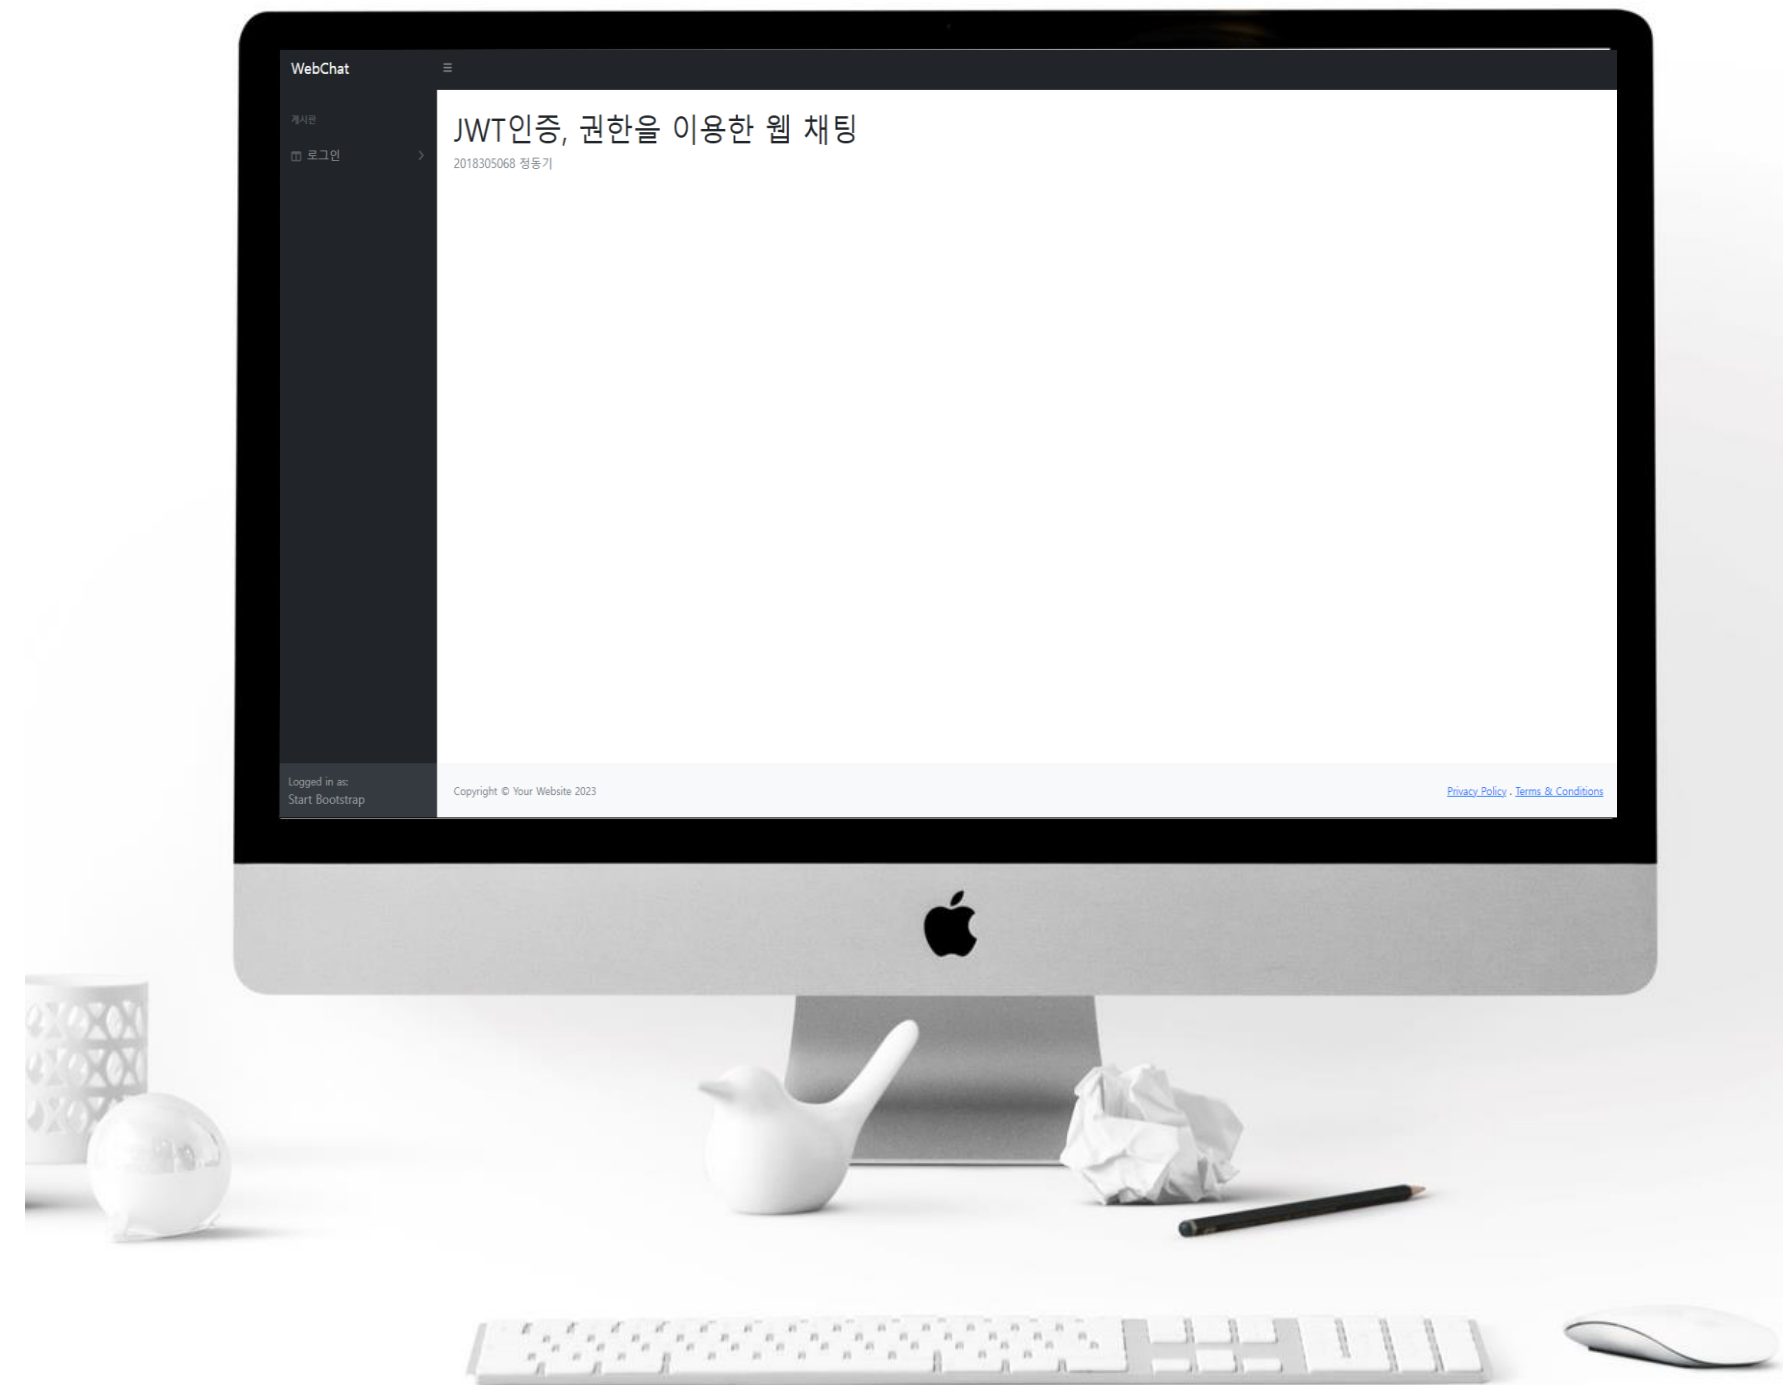 WebChat
게시판
로그인
JWT인증, 권한을 이용한 웹 채팅
2018305068 정동기
Logged in as:
Start Bootstrap
Copyright © Your Website 2023
Privacy Policy . Terms & Conditions